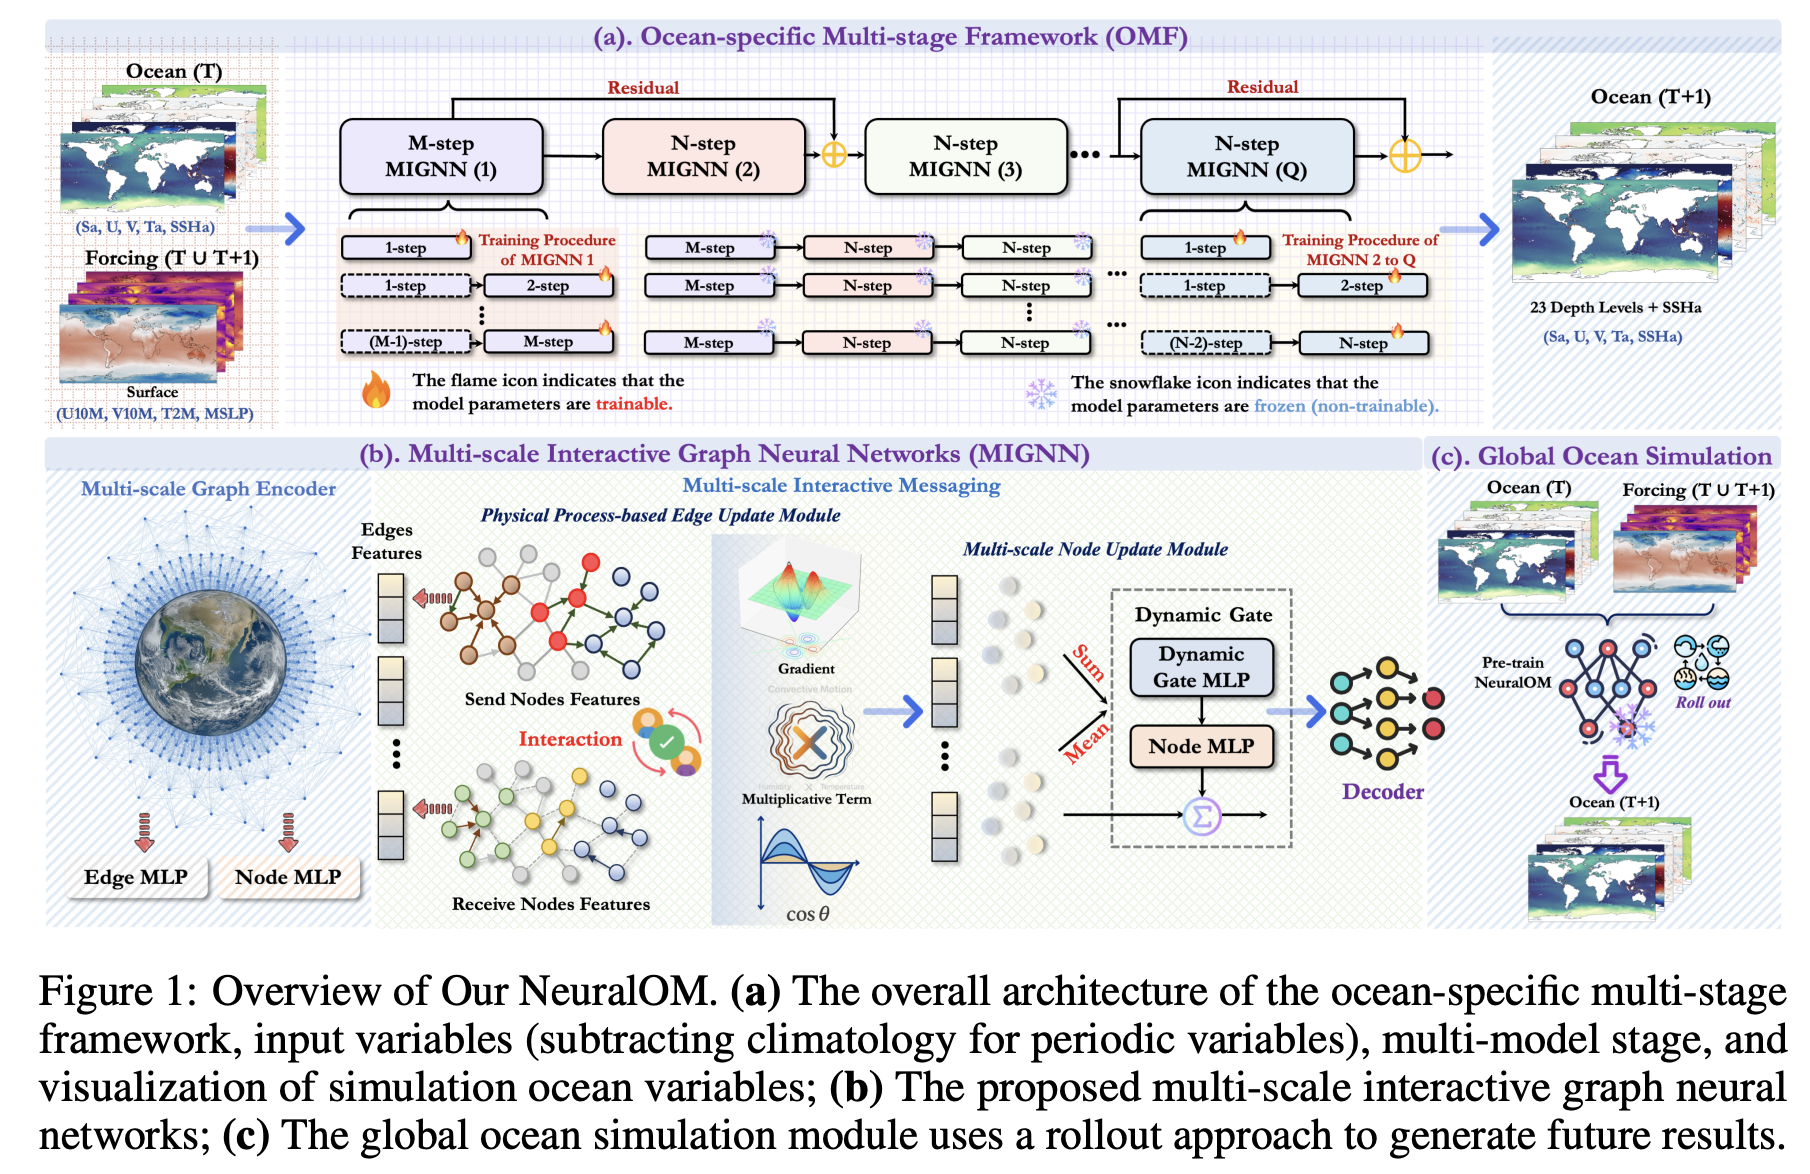 (a). Ocean-specific Multi-stage Framework (OMF)
Ocean (T)
(Sa, U, V, Ta, SSHa)
Forcing (T ∪ T+1)
Surface
(U10M, V10M, T2M, MSLP)
Residual
Residual
M-step
MIGNN (1)
N-step
MIGNN (2)
N-step
MIGNN (3)
N-step
MIGNN (Q)
1-step
Training Procedure
of MIGNN 1
1-step
2-step
(M-1)-step
M-step
M-step
N-step
N-step
M-step
N-step
N-step
M-step
N-step
N-step
1-step
Training Procedure of
MIGNN 2 to Q
1-step
2-step
(N-2)-step
N-step
The flame icon indicates that the
model parameters are trainable.
The snowflake icon indicates that the
model parameters are frozen (non-trainable).
Ocean (T+1)
23 Depth Levels + SSHa
(Sa, U, V, Ta, SSHa)
(b). Multi-scale Interactive Graph Neural Networks (MIGNN)
Multi-scale Graph Encoder
Edge MLP
Node MLP
Multi-scale Interactive Messaging
Physical Process-based Edge Update Module
Edges
Features
Send Nodes Features
Interaction
Receive Nodes Features
Gradient
Convective Motion
Humidity × Temperature
Multiplicative Term
cos θ
Multi-scale Node Update Module
Sum
Mean
Dynamic Gate
Dynamic
Gate MLP
Node MLP
Σ
Decoder
(c). Global Ocean Simulation
Ocean (T)
Forcing (T ∪ T+1)
Pre-train
NeuralOM
Roll out
Ocean (T+1)
Figure 1: Overview of Our NeuralOM. (a) The overall architecture of the ocean-specific multi-stage
framework, input variables (subtracting climatology for periodic variables), multi-model stage, and
visualization of simulation ocean variables; (b) The proposed multi-scale interactive graph neural
networks; (c) The global ocean simulation module uses a rollout approach to generate future results.